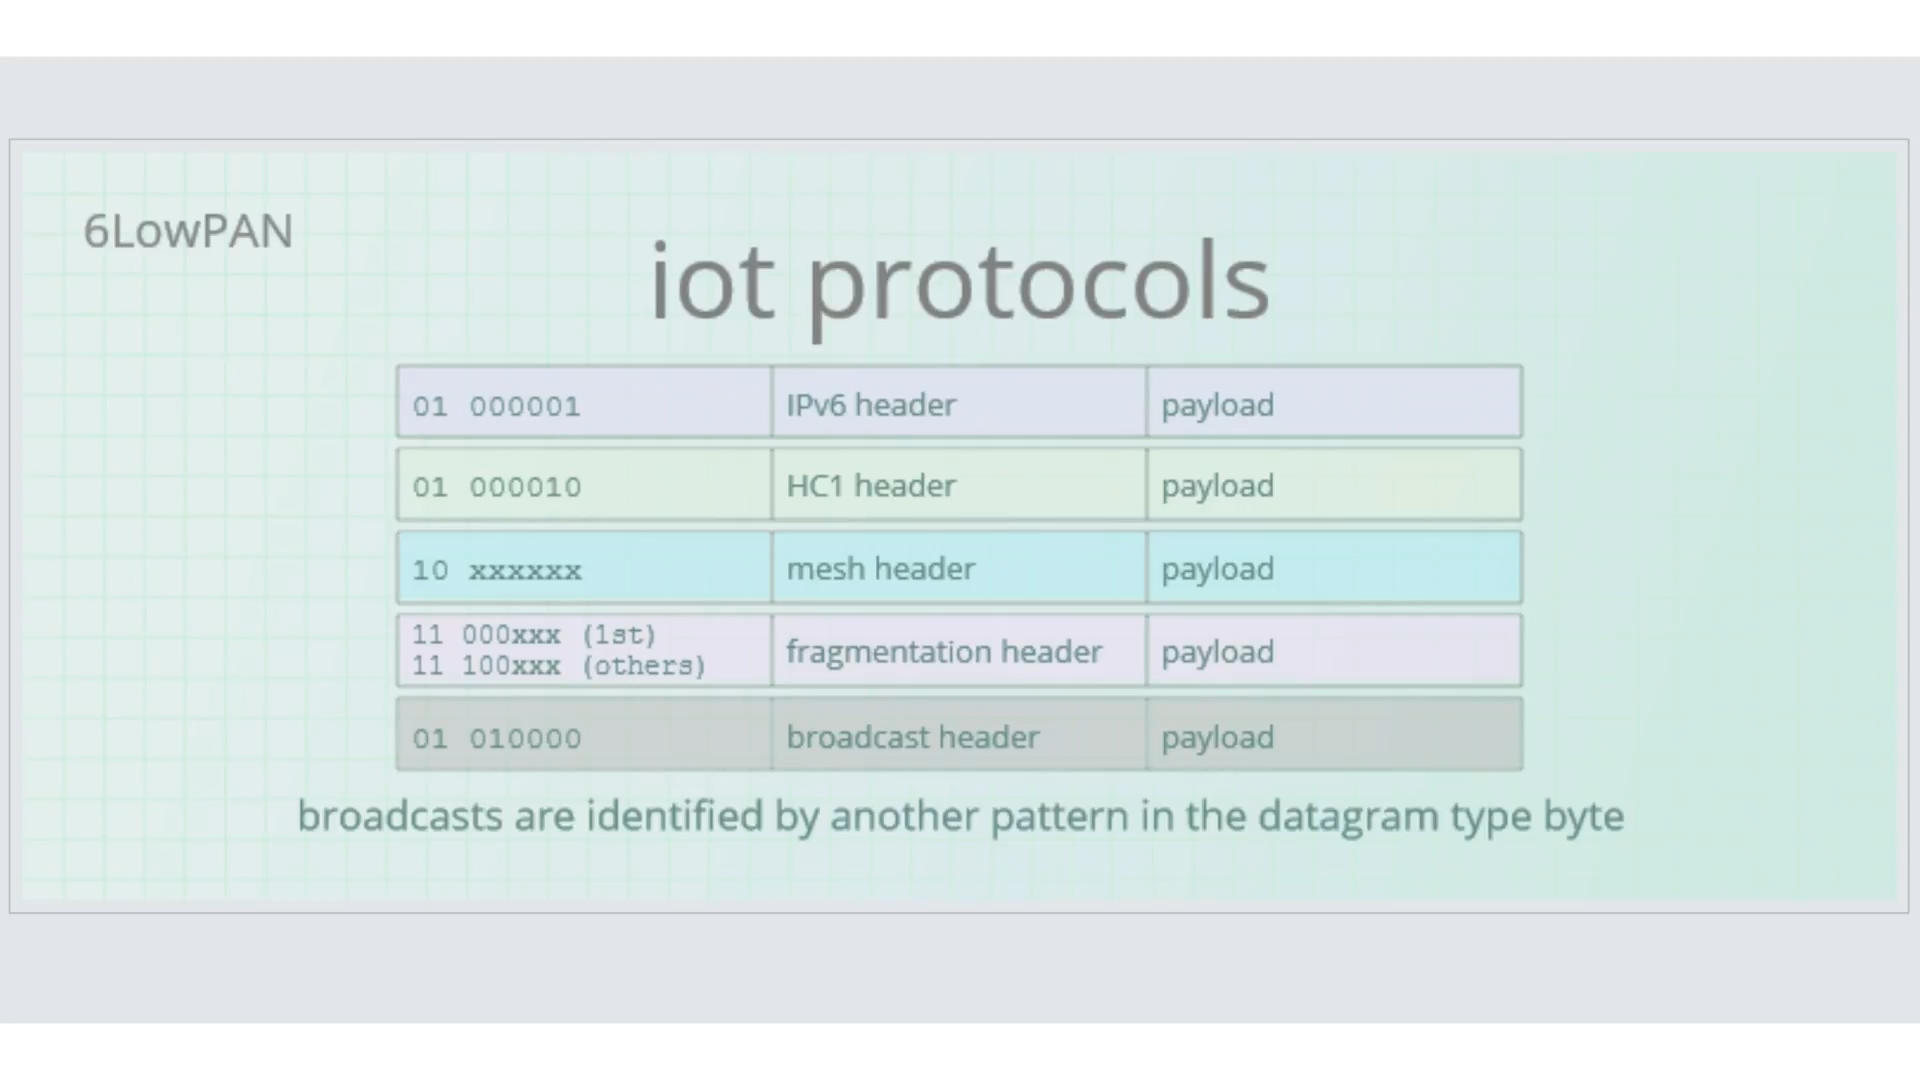 6LowPAN
iot protocols
01 000001 IPv6 header payload
01 000010 HC1 header payload
10 xxxxxx mesh header payload
11 000xxx (1st)
11 100xxx (others) fragmentation header payload
01 010000 broadcast header payload
broadcasts are identified by another pattern in the datagram type byte